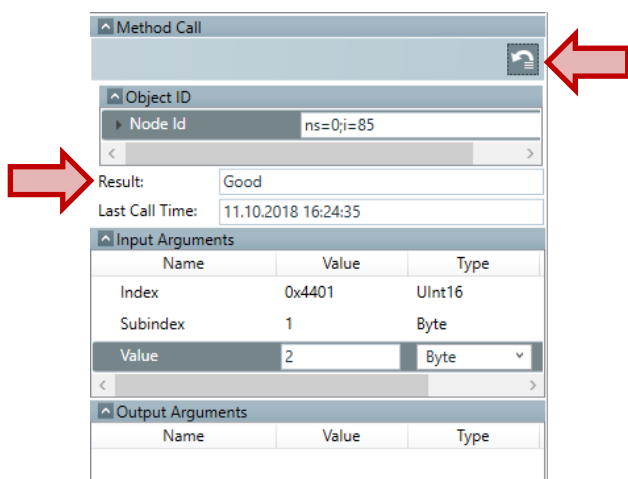 Method Call
Object ID
Node Id ns=0;i=85
Result: Good
Last Call Time: 11.10.2018 16:24:35
Input Arguments
Name Value Type
Index 0x4401 UInt16
Subindex 1 Byte
Value 2 Byte
Output Arguments
Name Value Type